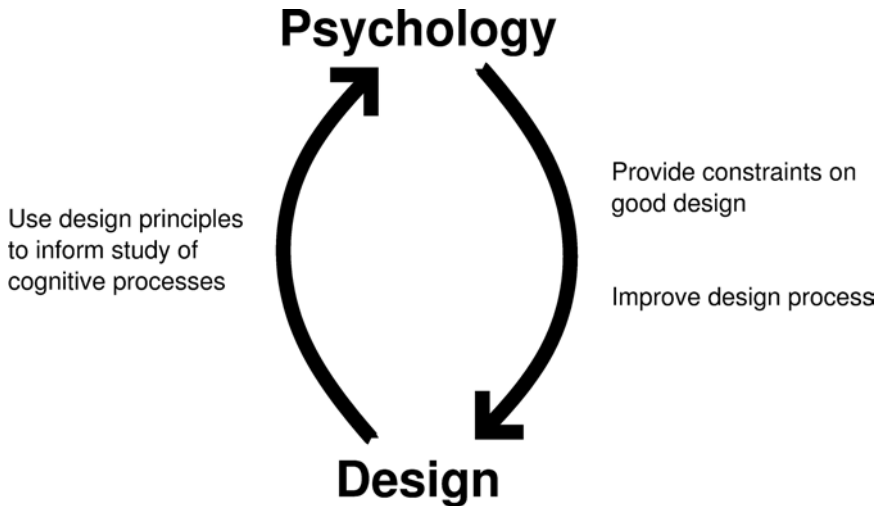 Psychology
Provide constraints on
good design
Use design principles
to inform study of
cognitive processes
Improve design process
Design